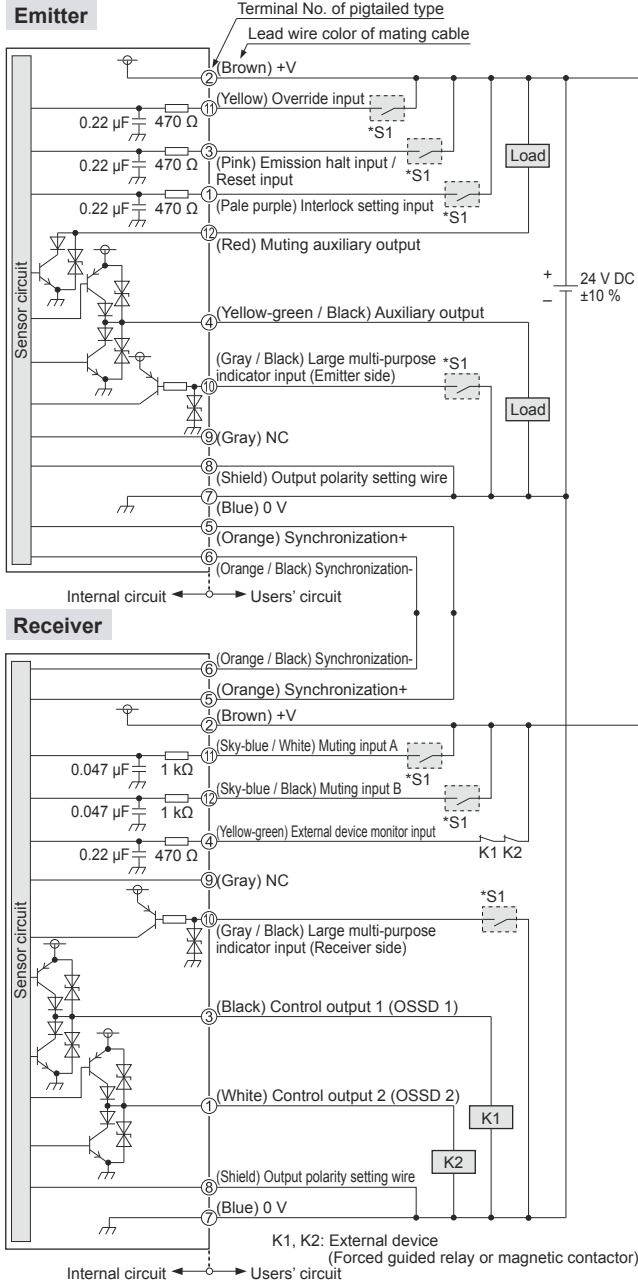 Emitter
Terminal No. of pigtailed type
Lead wire color of mating cable
② (Brown) +V
⑪ (Yellow) Override input
0.22 µF 470 Ω
*S1
③ (Pink) Emission halt input /
Reset input
0.22 µF 470 Ω
*S1
Load
① (Pale purple) Interlock setting input
0.22 µF 470 Ω
*S1
⑫ (Red) Muting auxiliary output
Sensor circuit
+
–
24 V DC
±10 %
④ (Yellow-green / Black) Auxiliary output
(Gray / Black) Large multi-purpose
⑩ indicator input (Emitter side)
*S1
Load
⑨ (Gray) NC
⑧ (Shield) Output polarity setting wire
⑦ (Blue) 0 V
⑤ (Orange) Synchronization+
⑥ (Orange / Black) Synchronization-
Internal circuit Users' circuit
Receiver
⑥ (Orange / Black) Synchronization-
⑤ (Orange) Synchronization+
② (Brown) +V
⑪ (Sky-blue / White) Muting input A
0.047 µF 1 kΩ
*S1
⑫ (Sky-blue / Black) Muting input B
0.047 µF 1 kΩ
*S1
④ (Yellow-green) External device monitor input
0.22 µF 470 Ω
K1 K2
⑨ (Gray) NC
*S1
⑩ (Gray / Black) Large multi-purpose
indicator input (Receiver side)
Sensor circuit
③ (Black) Control output 1 (OSSD 1)
① (White) Control output 2 (OSSD 2)
K1
K2
⑧ (Shield) Output polarity setting wire
⑦ (Blue) 0 V
K1, K2: External device
(Forced guided relay or magnetic contactor)
Internal circuit Users' circuit